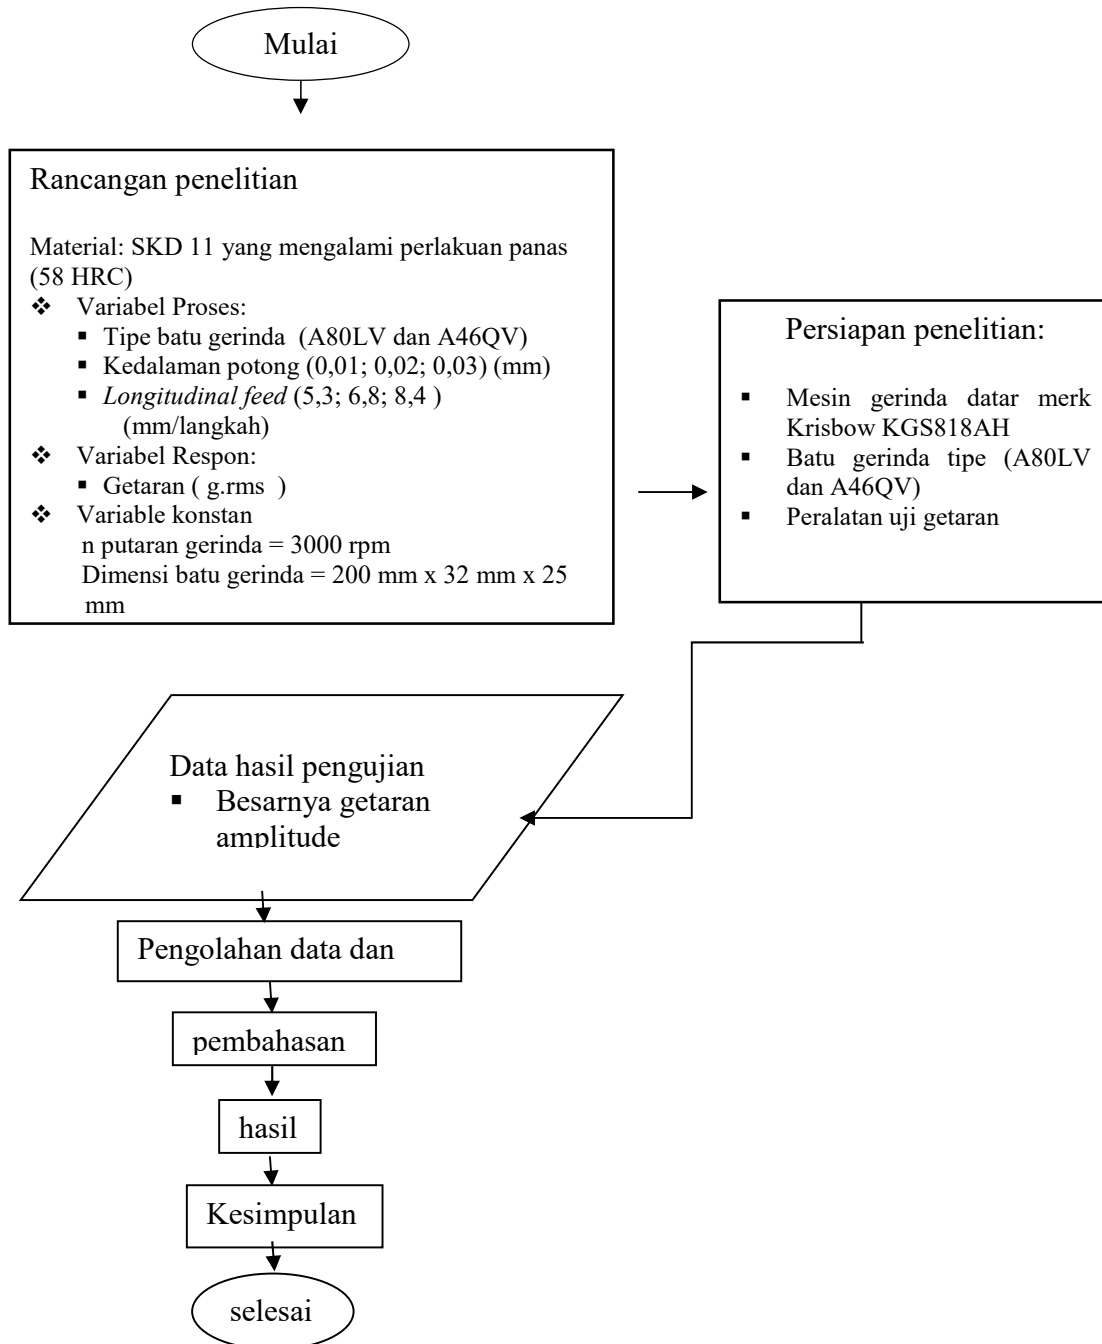 Mulai
Rancangan penelitian
Material: SKD 11 yang mengalami perlakuan panas
(58 HRC)
❖ Variabel Proses:
▪ Tipe batu gerinda (A80LV dan A46QV)
▪ Kedalaman potong (0,01; 0,02; 0,03) (mm)
▪ Longitudinal feed (5,3; 6,8; 8,4 )
(mm/langkah)
❖ Variabel Respon:
▪ Getaran ( g.rms )
❖ Variable konstan
n putaran gerinda = 3000 rpm
Dimensi batu gerinda = 200 mm x 32 mm x 25
mm
Persiapan penelitian:
▪ Mesin gerinda datar merk
Krisbow KGS818AH
▪ Batu gerinda tipe (A80LV
dan A46QV)
▪ Peralatan uji getaran
Data hasil pengujian
▪ Besarnya getaran
amplitude
Pengolahan data dan
pembahasan
hasil
Kesimpulan
selesai